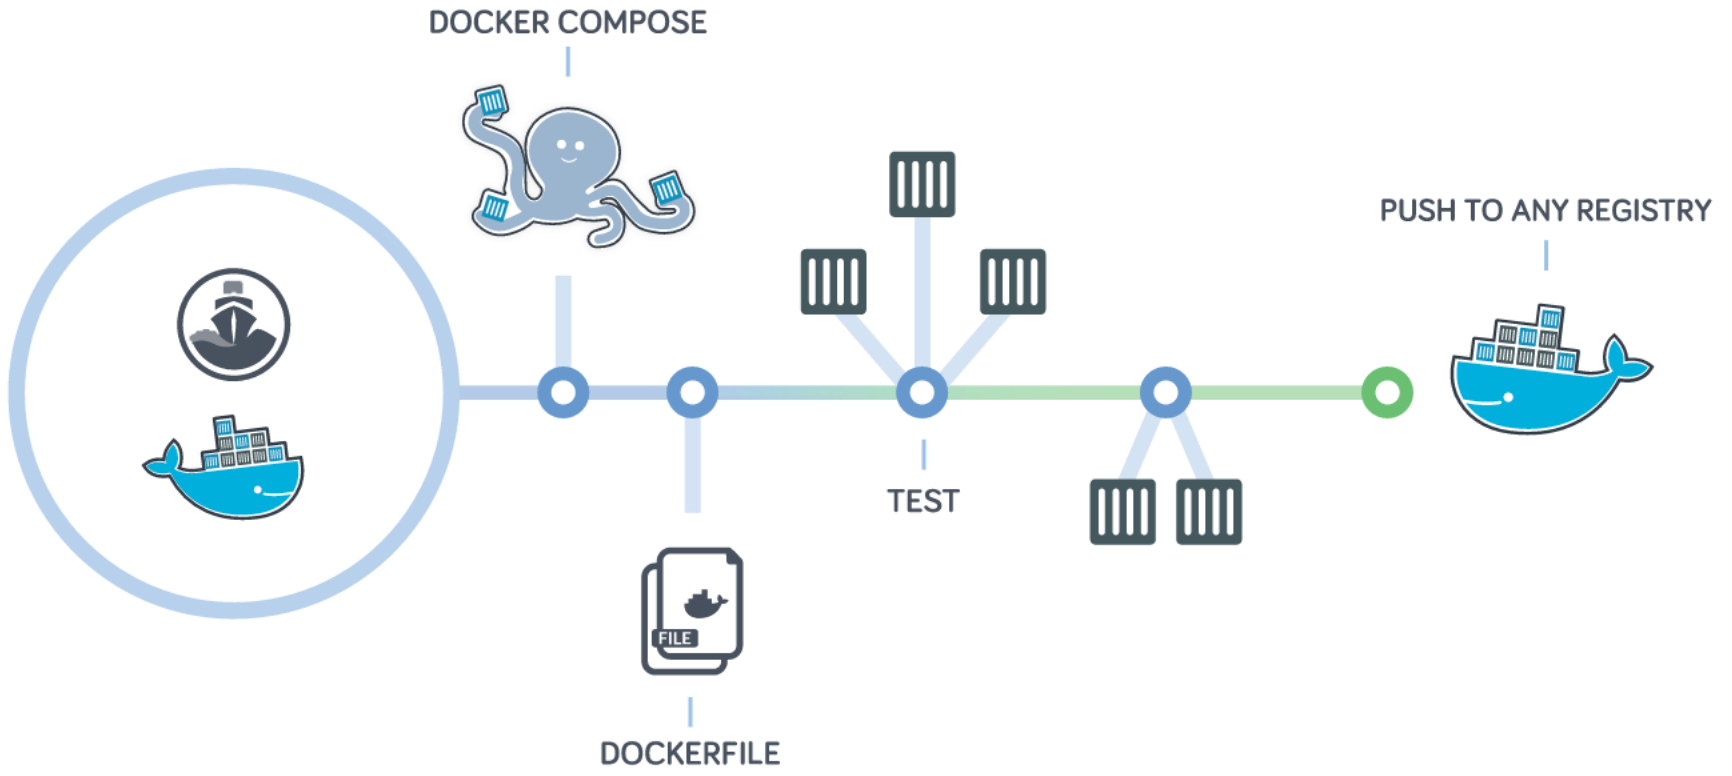 DOCKER COMPOSE
PUSH TO ANY REGISTRY
TEST
FILE
DOCKERFILE